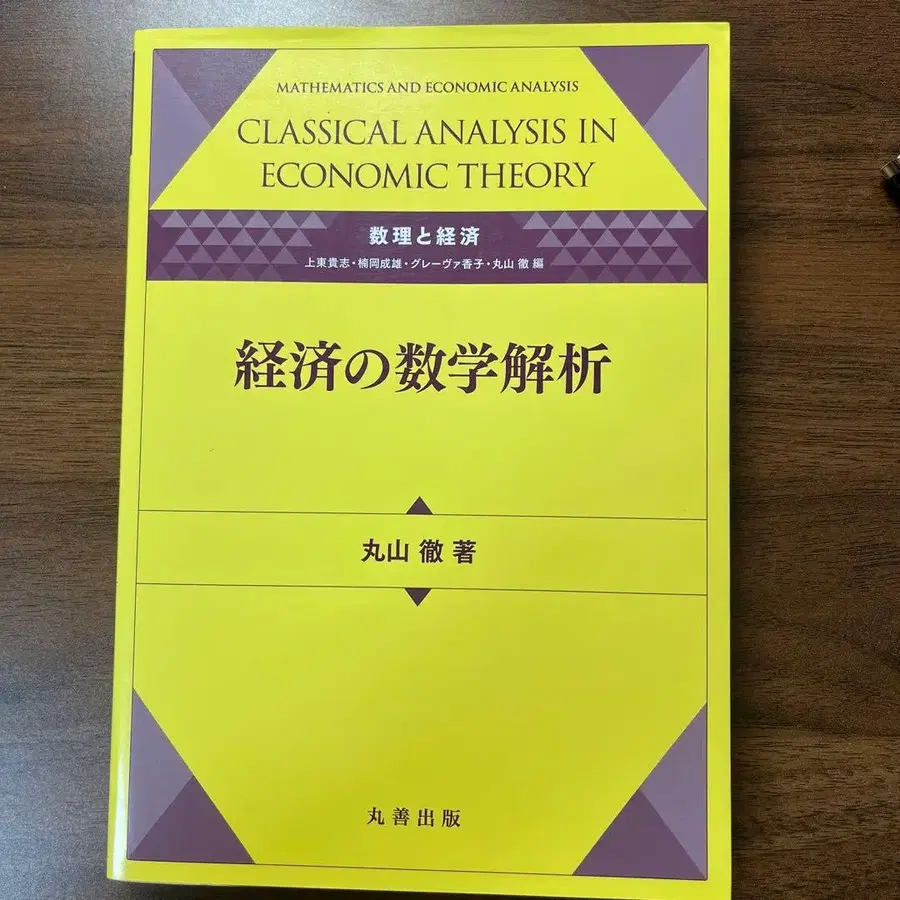 MATHEMATICS AND ECONOMIC ANALYSIS
CLASSICAL ANALYSIS IN
ECONOMIC THEORY
数理と経済
上東貴志・楠岡成雄・グレーヴァ香子・丸山 徹 編
経済の数学解析
丸山 徹 著
丸善出版